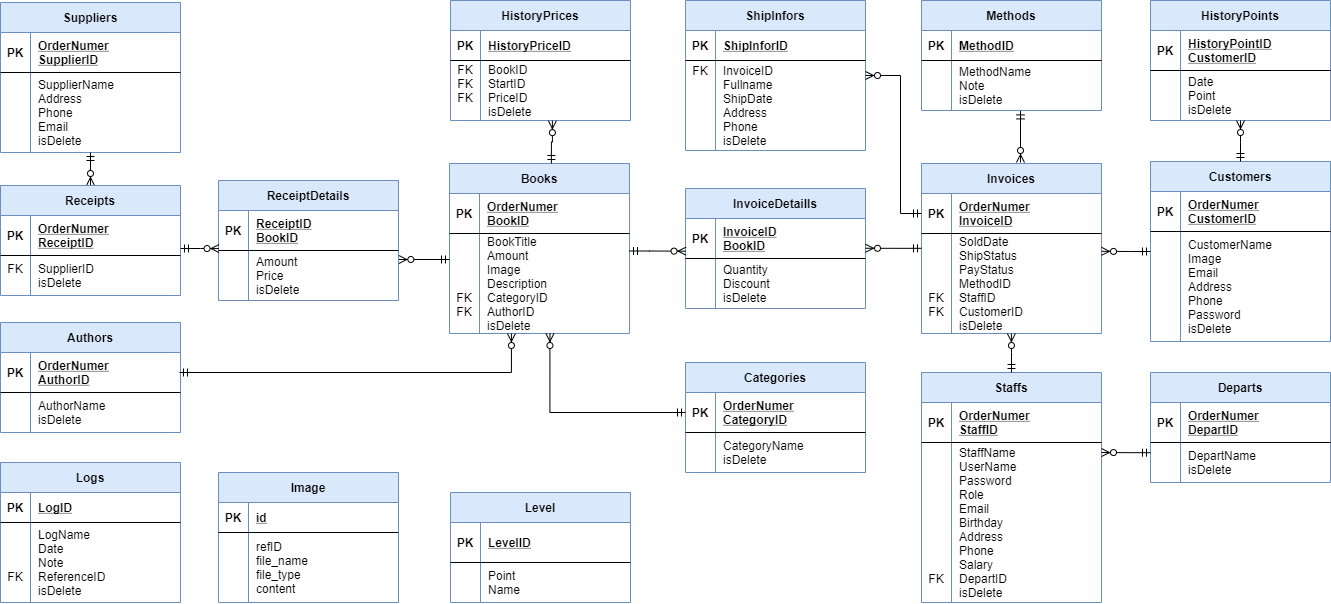 Suppliers
PK
OrderNumer
SupplierID
SupplierName
Address
Phone
Email
isDelete
HistoryPrices
PK HistoryPriceID
FK BookID
FK StartID
FK PriceID
isDelete
ShipInfors
PK ShipInforID
FK InvoiceID
Fullname
ShipDate
Address
Phone
isDelete
Methods
PK MethodID
MethodName
Note
isDelete
HistoryPoints
PK
HistoryPointID
CustomerID
Date
Point
isDelete
Receipts
PK
OrderNumer
ReceiptID
FK SupplierID
isDelete
ReceiptDetails
PK
ReceiptID
BookID
Amount
Price
isDelete
Books
PK
OrderNumer
BookID
BookTitle
Amount
Image
Description
FK CategoryID
FK AuthorID
isDelete
InvoiceDetaills
PK
InvoiceID
BookID
Quantity
Discount
isDelete
Invoices
PK
OrderNumer
InvoiceID
SoldDate
ShipStatus
PayStatus
MethodID
FK StaffID
FK CustomerID
isDelete
Customers
PK
OrderNumer
CustomerID
CustomerName
Image
Email
Address
Phone
Password
isDelete
Authors
PK
OrderNumer
AuthorID
AuthorName
isDelete
Categories
PK
OrderNumer
CategoryID
CategoryName
isDelete
Staffs
PK
OrderNumer
StaffID
StaffName
UserName
Password
Role
Email
Birthday
Address
Phone
Salary
FK DepartID
isDelete
Departs
PK
OrderNumer
DepartID
DepartName
isDelete
Logs
PK LogID
LogName
Date
Note
FK ReferenceID
isDelete
Image
PK id
refID
file_name
file_type
content
Level
PK LevelID
Point
Name